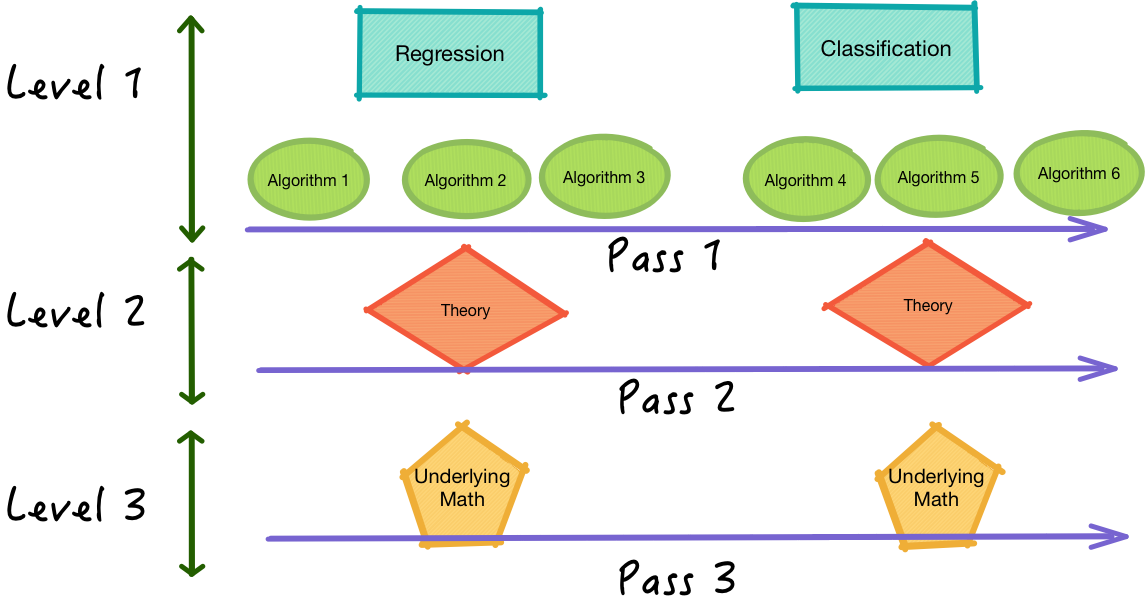 Level 1
Regression
Classification
Algorithm 1
Algorithm 2
Algorithm 3
Algorithm 4
Algorithm 5
Algorithm 6
Pass 1
Level 2
Theory
Theory
Pass 2
Level 3
Underlying
Math
Underlying
Math
Pass 3